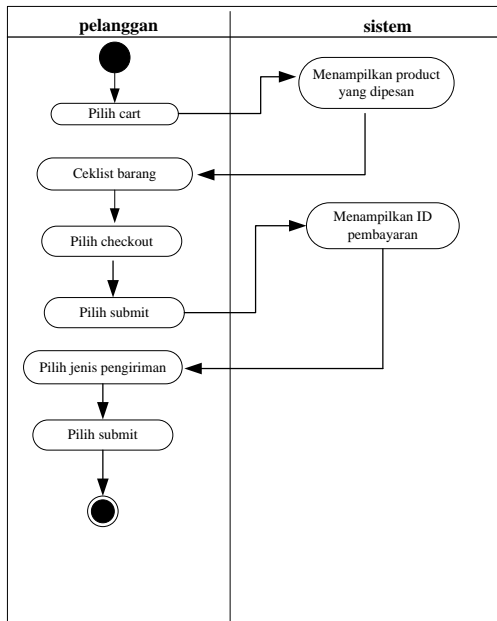 pelanggan
sistem
Pilih cart
Menampilkan product
yang dipesan
Ceklist barang
Pilih checkout
Pilih submit
Menampilkan ID
pembayaran
Pilih jenis pengiriman
Pilih submit